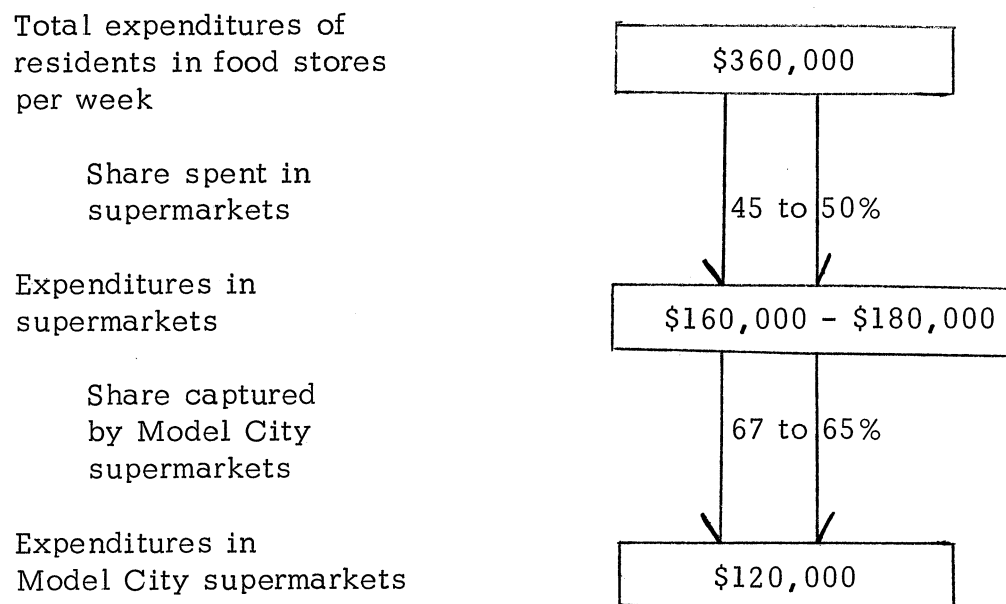 Total expenditures of
residents in food stores
per week
$360,000
Share spent in
supermarkets
45 to 50%
Expenditures in
supermarkets
$160,000 - $180,000
Share captured
by Model City
supermarkets
67 to 65%
Expenditures in
Model City supermarkets
$120,000